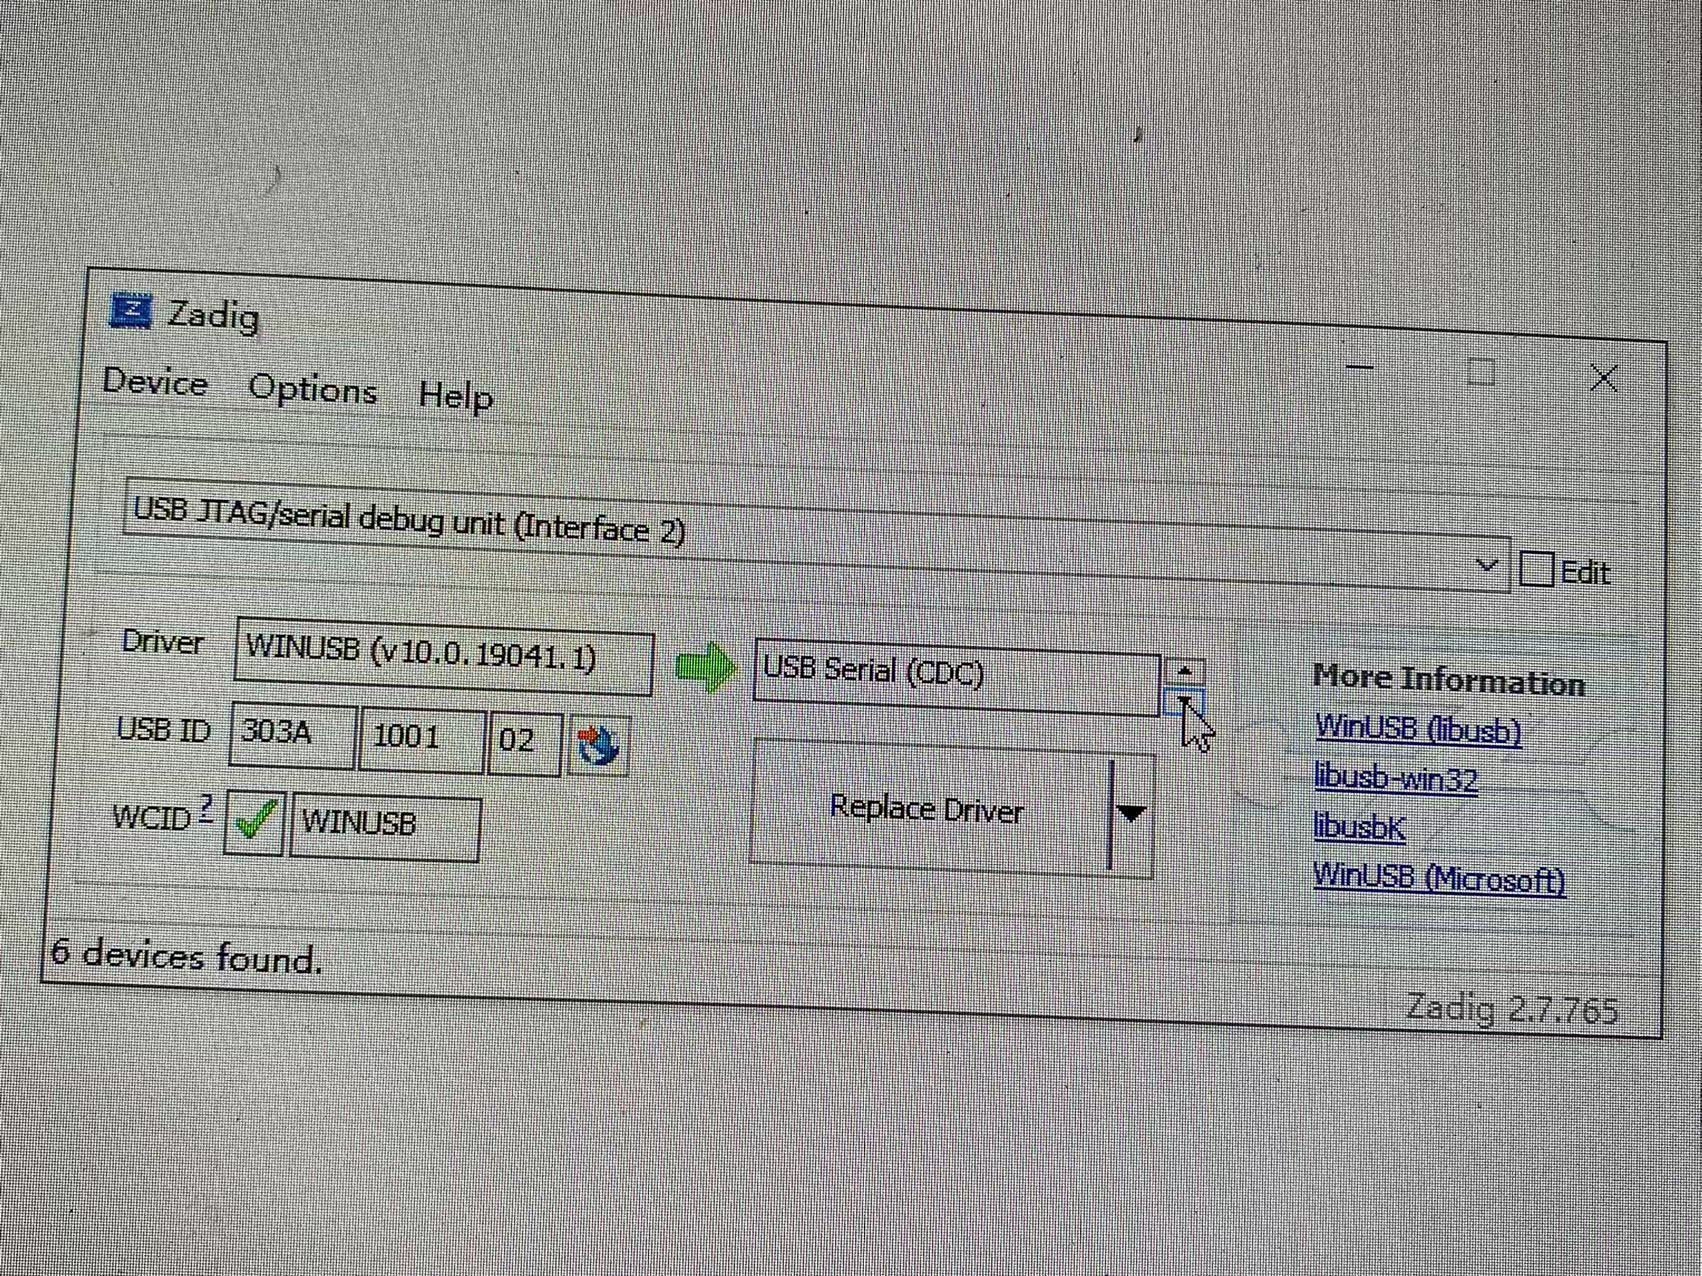 Zadig
Device Options Help
USB JTAG/serial debug unit (Interface 2)
Edit
Driver WINUSB (v10.0.19041.1) USB Serial (CDC)
USB ID 303A 1001 02
WCID ? WINUSB
Replace Driver
More Information
WinUSB (libusb)
libusb-win32
libusbK
WinUSB (Microsoft)
6 devices found.
Zadig 2.7.765